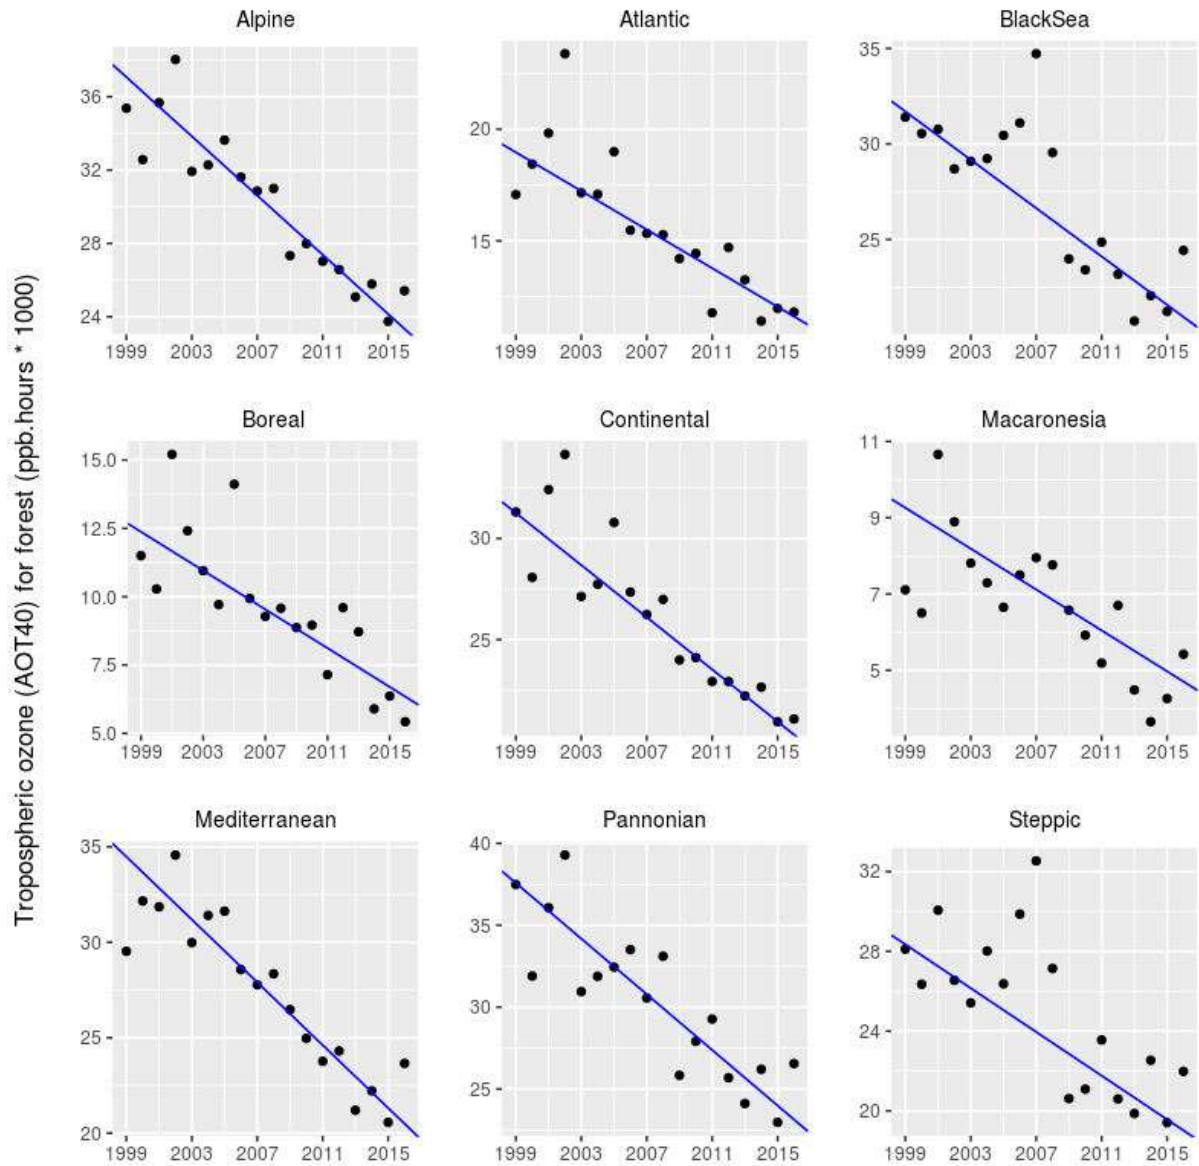 Tropospheric ozone (AOT40) for forest (ppb.hours * 1000)
Alpine
36
32
28
24
1999 2003 2007 2011 2015
Atlantic
20
15
1999 2003 2007 2011 2015
BlackSea
35
30
25
1999 2003 2007 2011 2015
Boreal
15.0
12.5
10.0
7.5
5.0
1999 2003 2007 2011 2015
Continental
30
25
1999 2003 2007 2011 2015
Macaronesia
11
9
7
5
1999 2003 2007 2011 2015
Mediterranean
35
30
25
20
1999 2003 2007 2011 2015
Pannonian
40
35
30
25
1999 2003 2007 2011 2015
Steppic
32
28
24
20
1999 2003 2007 2011 2015